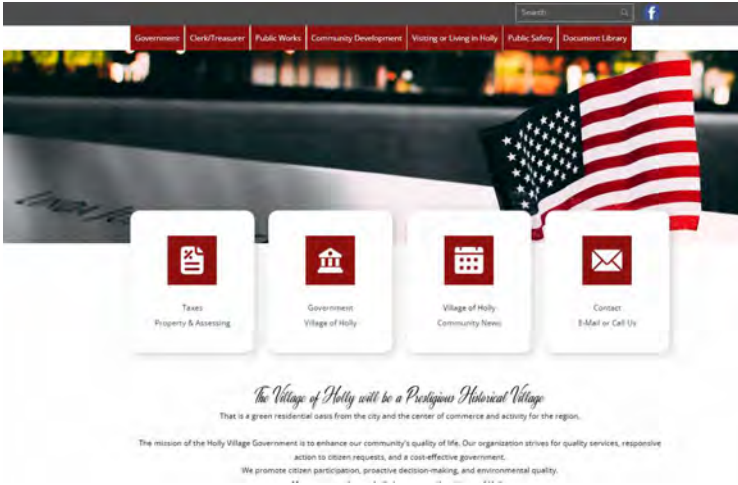 Search
f
Government Clerk/Treasurer Public Works Community Development Visiting or Living in Holly Public Safety Document Library
Taxes
Property & Assessing
Government
Village of Holly
Village of Holly
Community News
Contact
E-Mail or Call Us
The Village of Holly will be a Prestigious Historical Village
That is a green residential oasis from the city and the center of commerce and activity for the region.
The mission of the Holly Village Government is to enhance our community's quality of life. Our organization strives for quality services, responsive
action to citizen requests, and a cost-effective government.
We promote citizen participation, proactive decision-making, and environmental quality.